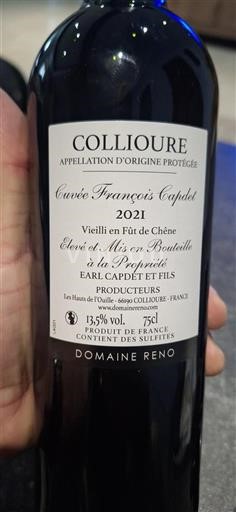 COLLIOURE
APPELLATION D'ORIGINE PROTÉGÉE
Cuvée François Capdet
2021
Vieilli en Fût de Chêne
Elevé et Mis en Bouteille
à la Propriété
EARL CAPDET ET FILS
PRODUCTEURS
Les Hauts de l'Ouille - 66190 COLLIOURE - FRANCE
www.domainereno.com
13,5% vol. 75cl
PRODUIT DE FRANCE
CONTIENT DES SULFITES
DOMAINE RENO